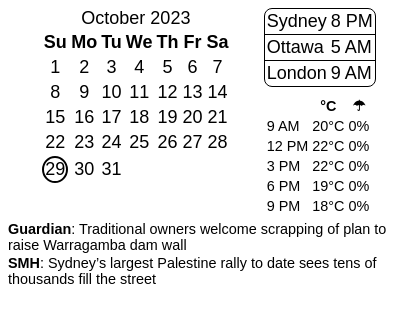 October 2023
Su Mo Tu We Th Fr Sa
1 2 3 4 5 6 7
8 9 10 11 12 13 14
15 16 17 18 19 20 21
22 23 24 25 26 27 28
29 30 31
Sydney 8 PM
Ottawa 5 AM
London 9 AM
°C ☂
9 AM 20°C 0%
12 PM 22°C 0%
3 PM 22°C 0%
6 PM 19°C 0%
9 PM 18°C 0%
Guardian: Traditional owners welcome scrapping of plan to
raise Warragamba dam wall
SMH: Sydney's largest Palestine rally to date sees tens of
thousands fill the street